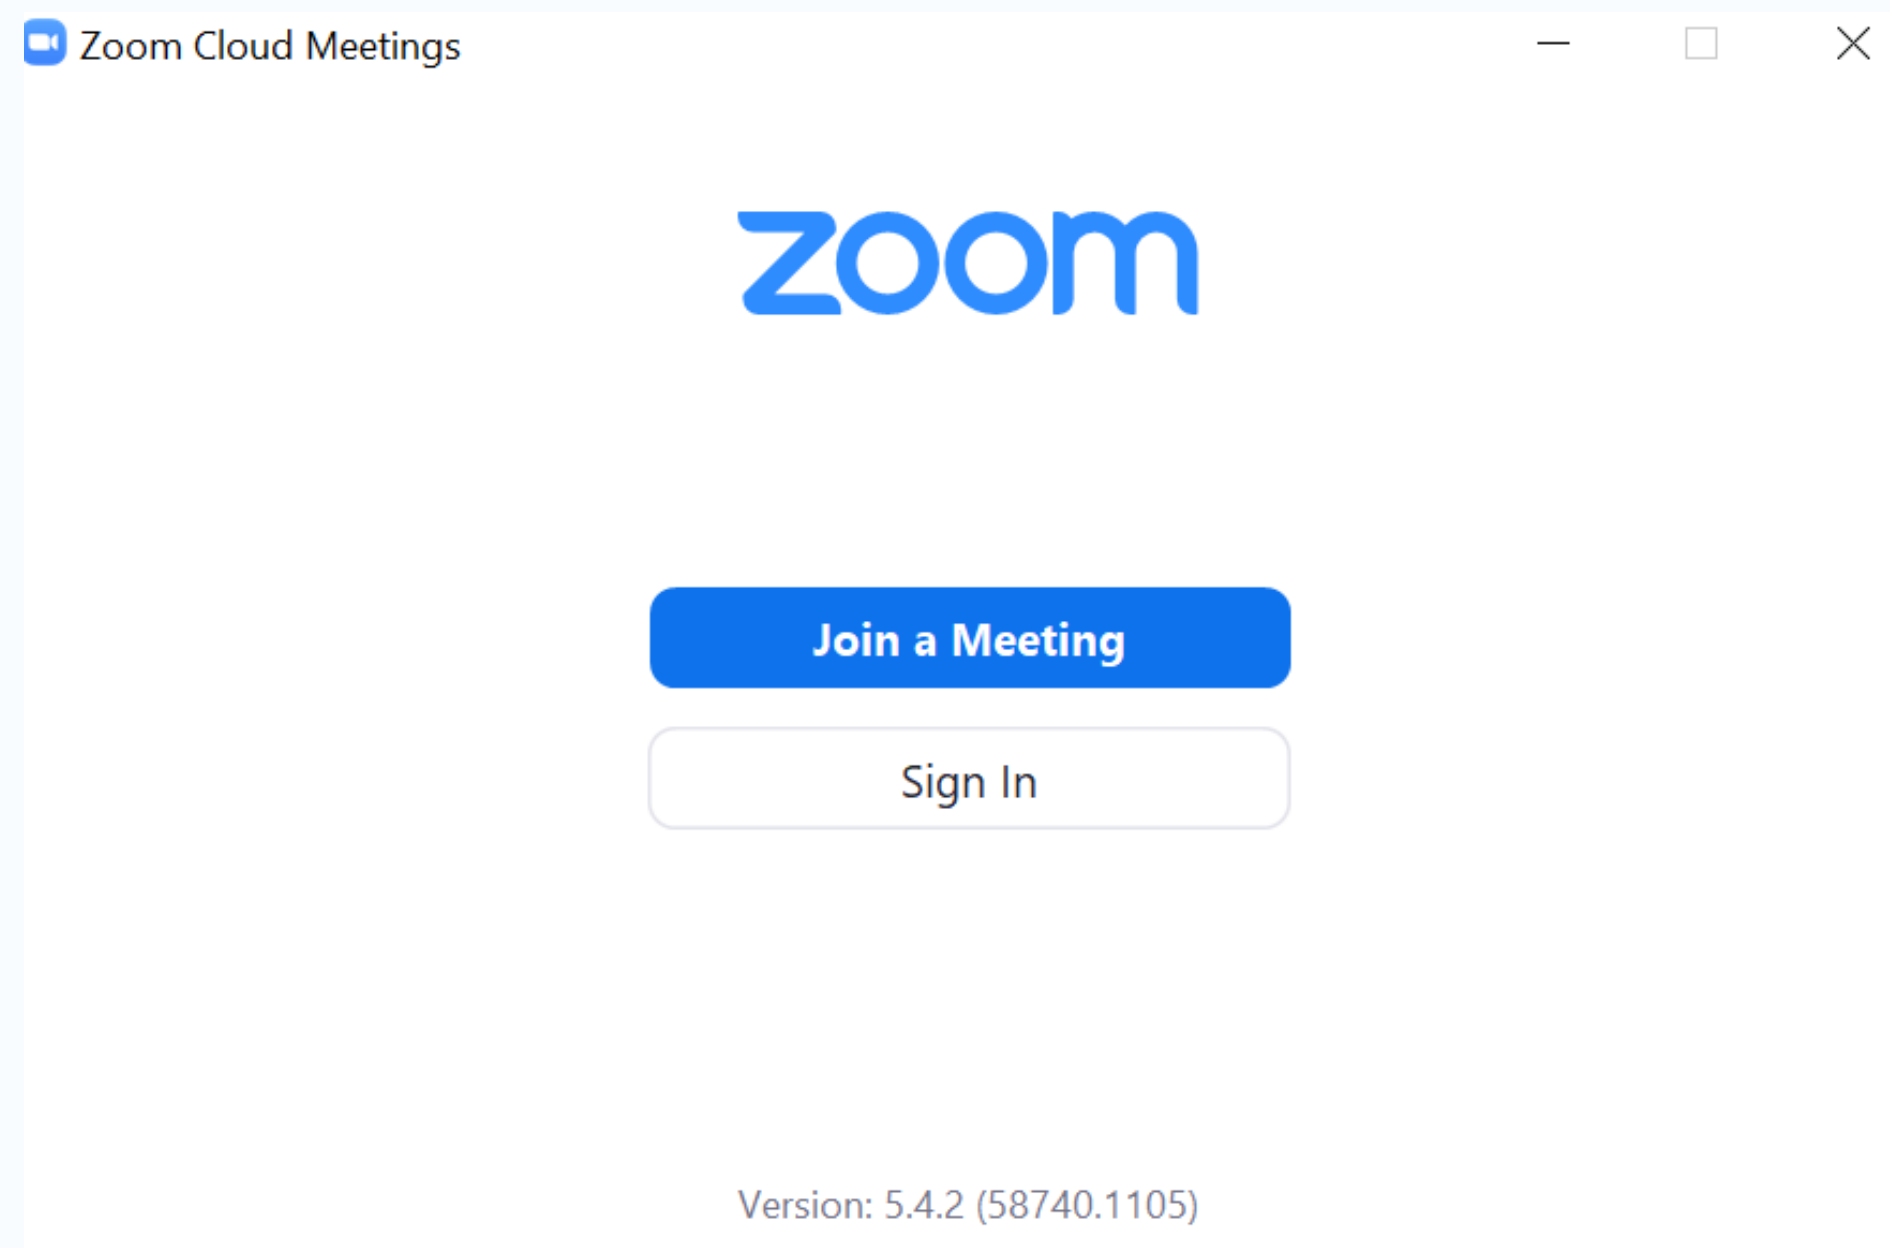 Zoom Cloud Meetings
zoom
Join a Meeting
Sign In
Version: 5.4.2 (58740.1105)